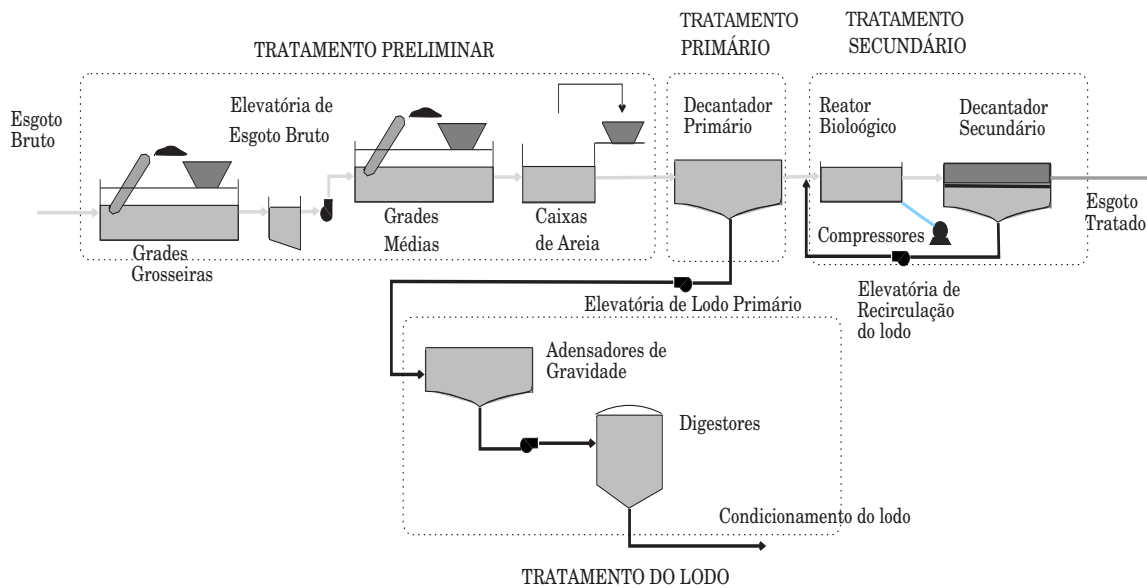 TRATAMENTO PRELIMINAR
TRATAMENTO
PRIMÁRIO
TRATAMENTO
SECUNDÁRIO
Esgoto
Bruto
Elevatória de
Esgoto Bruto
Grades
Grosseiras
Grades
Médias
Caixas
de Areia
Decantador
Primário
Reator
Bioloógico
Decantador
Secundário
Compressores
Esgoto
Tratado
Elevatória de Lodo Primário
Elevatória de
Recirculação
do lodo
Adensadores de
Gravidade
Digestores
Condicionamento do lodo
TRATAMENTO DO LODO